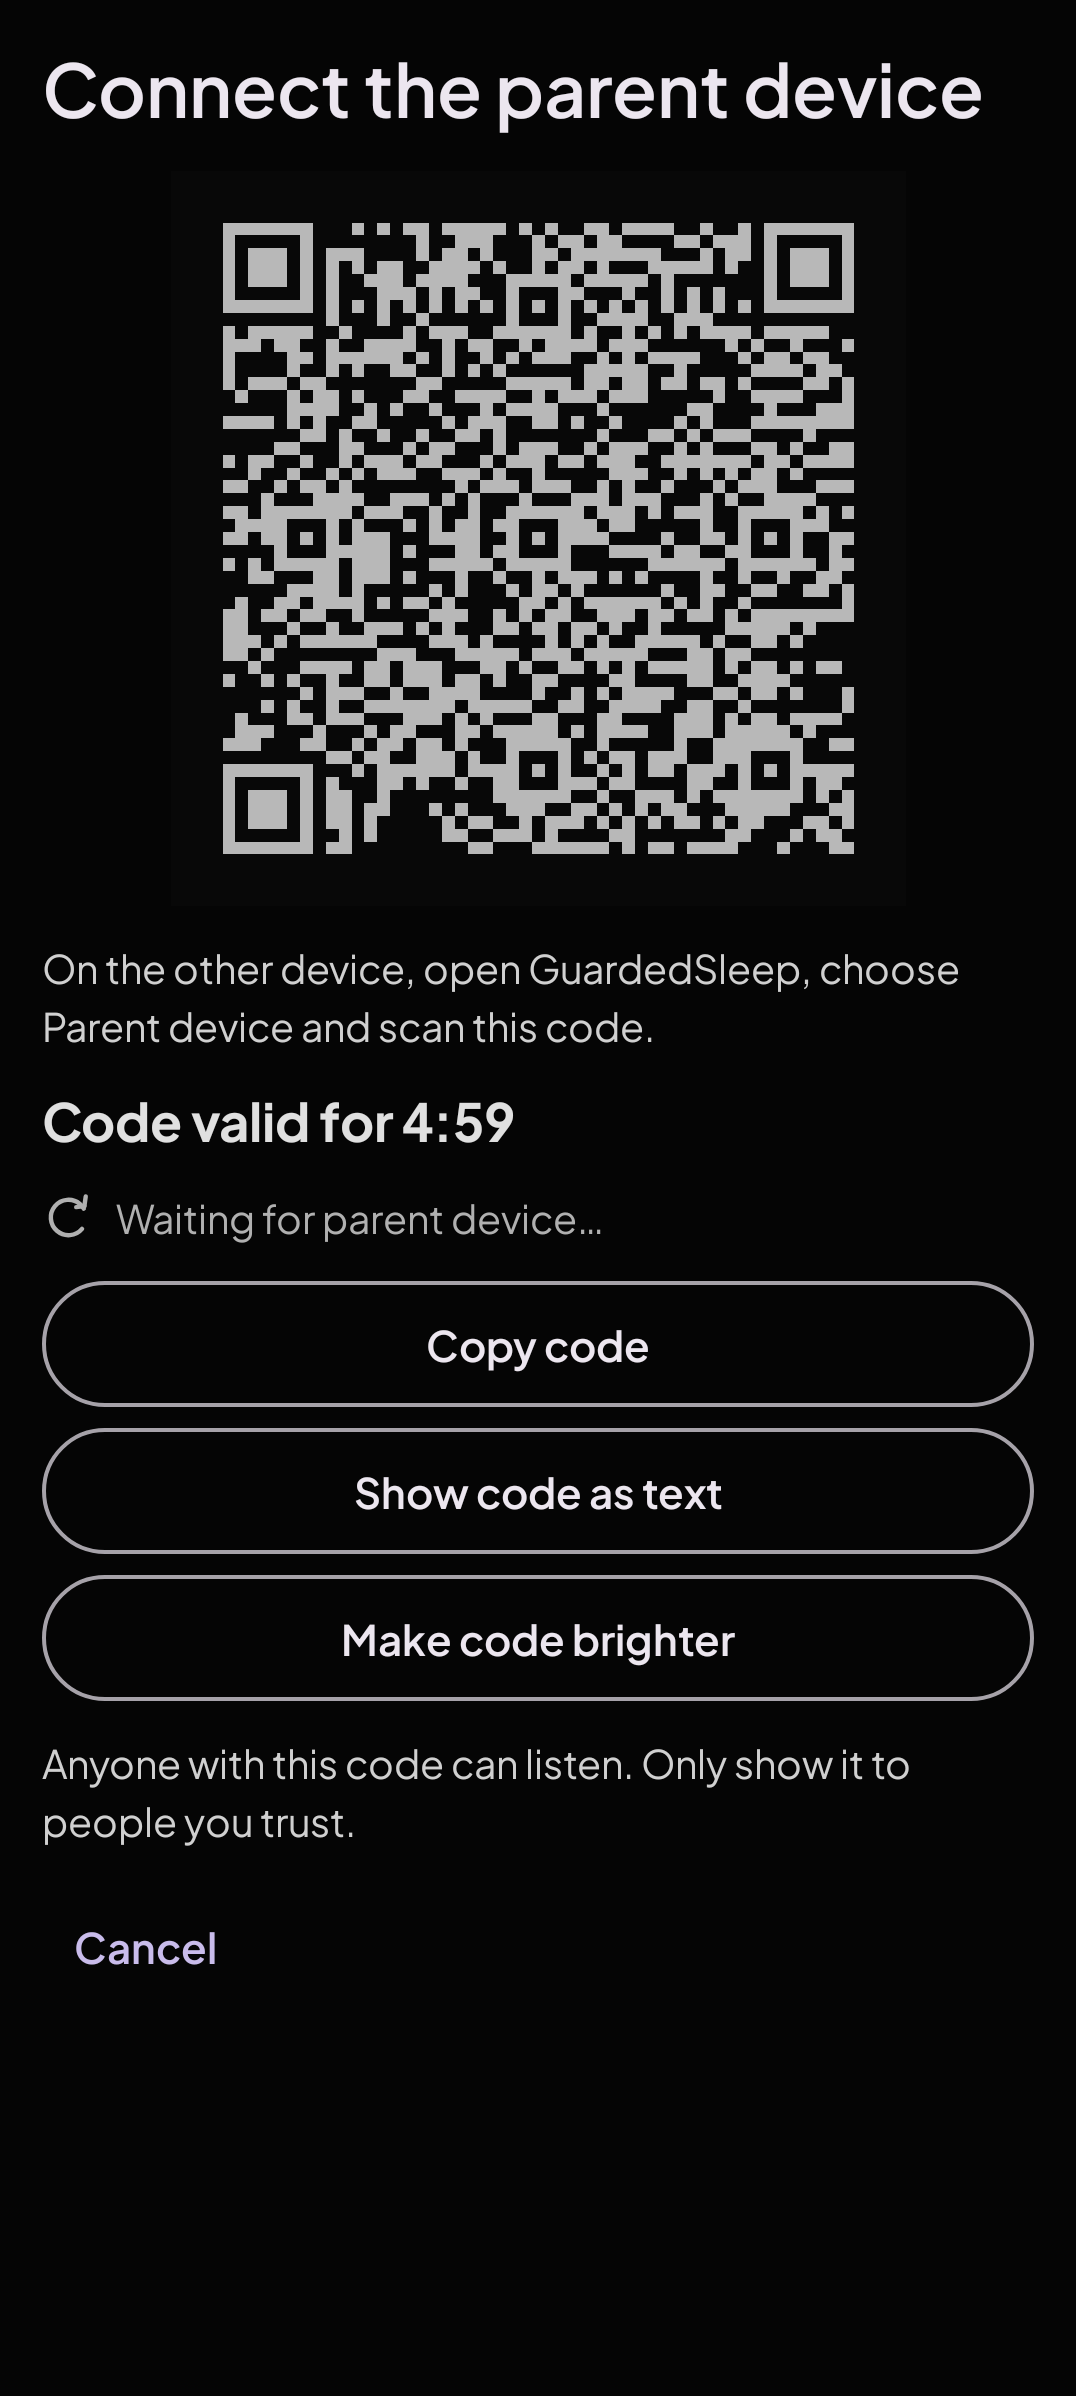 Connect the parent device
On the other device, open GuardedSleep, choose
Parent device and scan this code.
Code valid for 4:59
Waiting for parent device…
Copy code
Show code as text
Make code brighter
Anyone with this code can listen. Only show it to
people you trust.
Cancel